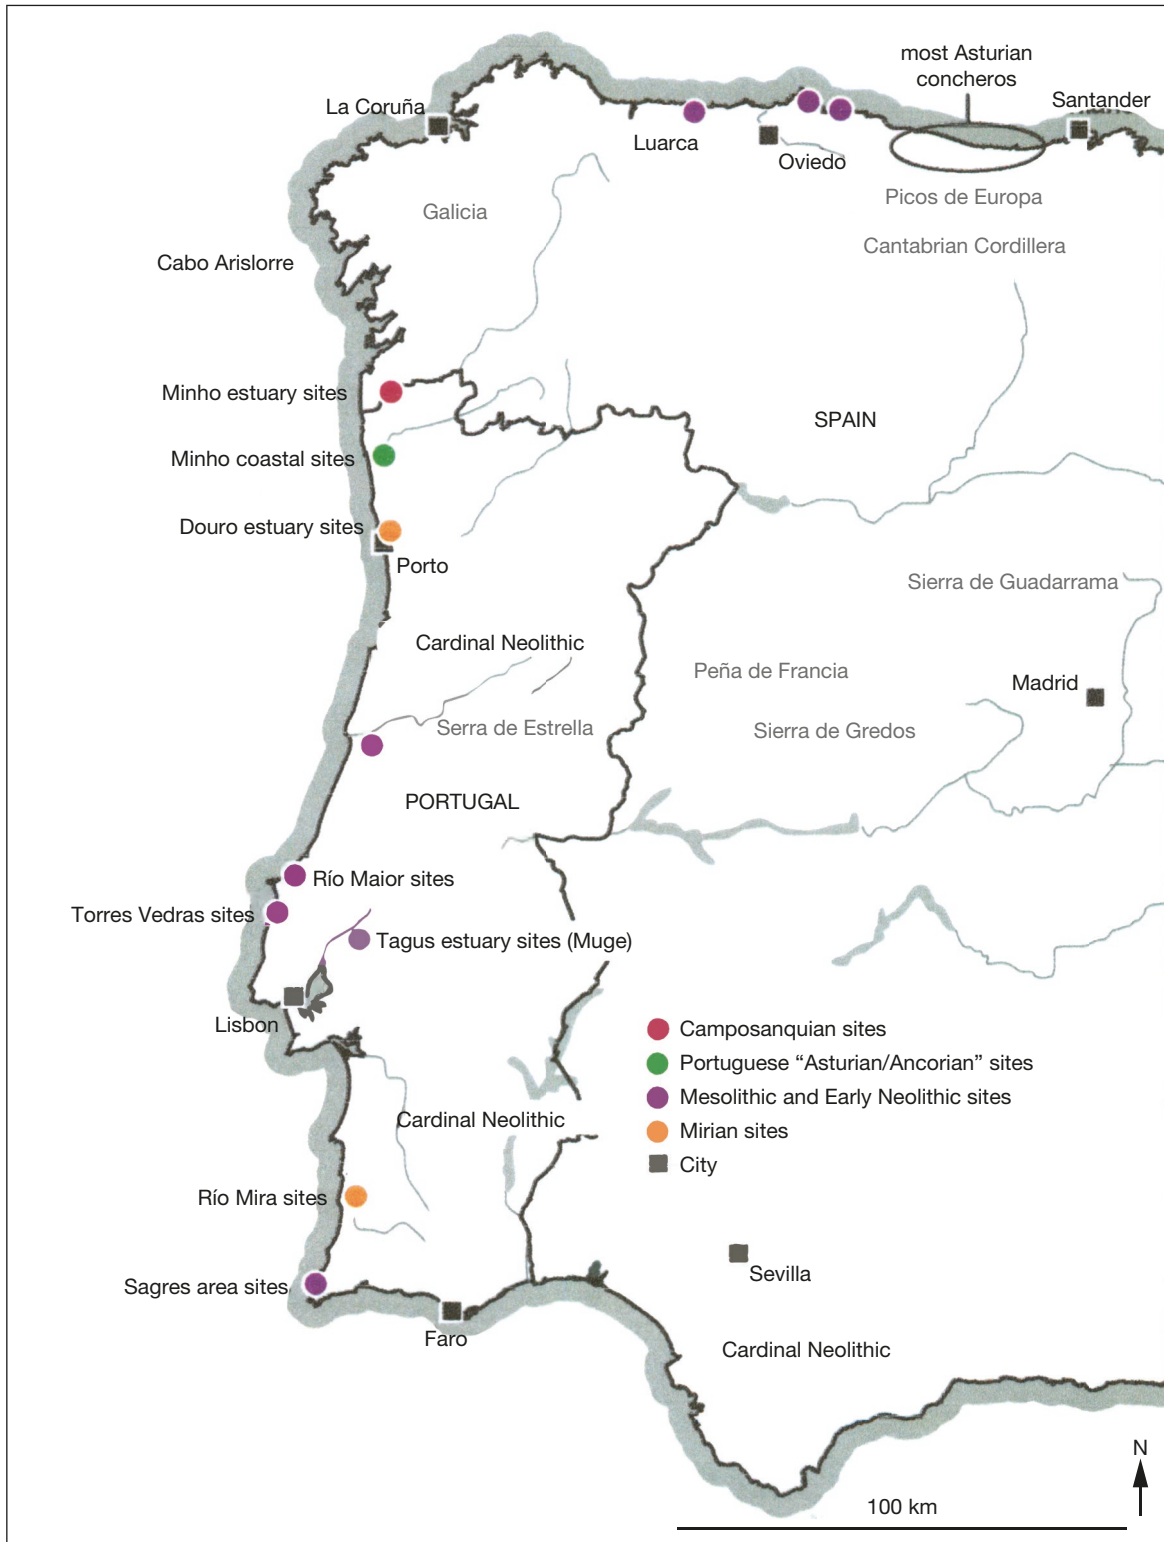 most Asturian
concheros
La Coruña
Santander
Luarca
Oviedo
Picos de Europa
Galicia
Cantabrian Cordillera
Cabo Arislorre
Minho estuary sites
SPAIN
Minho coastal sites
Douro estuary sites
Porto
Sierra de Guadarrama
Cardinal Neolithic
Peña de Francia
Madrid
Serra de Estrella
Sierra de Gredos
PORTUGAL
Río Maior sites
Torres Vedras sites
Tagus estuary sites (Muge)
Lisbon
Camposanquian sites
Portuguese “Asturian/Ancorian” sites
Mesolithic and Early Neolithic sites
Cardinal Neolithic
Mirian sites
City
Río Mira sites
Sevilla
Sagres area sites
Faro
Cardinal Neolithic
N
100 km